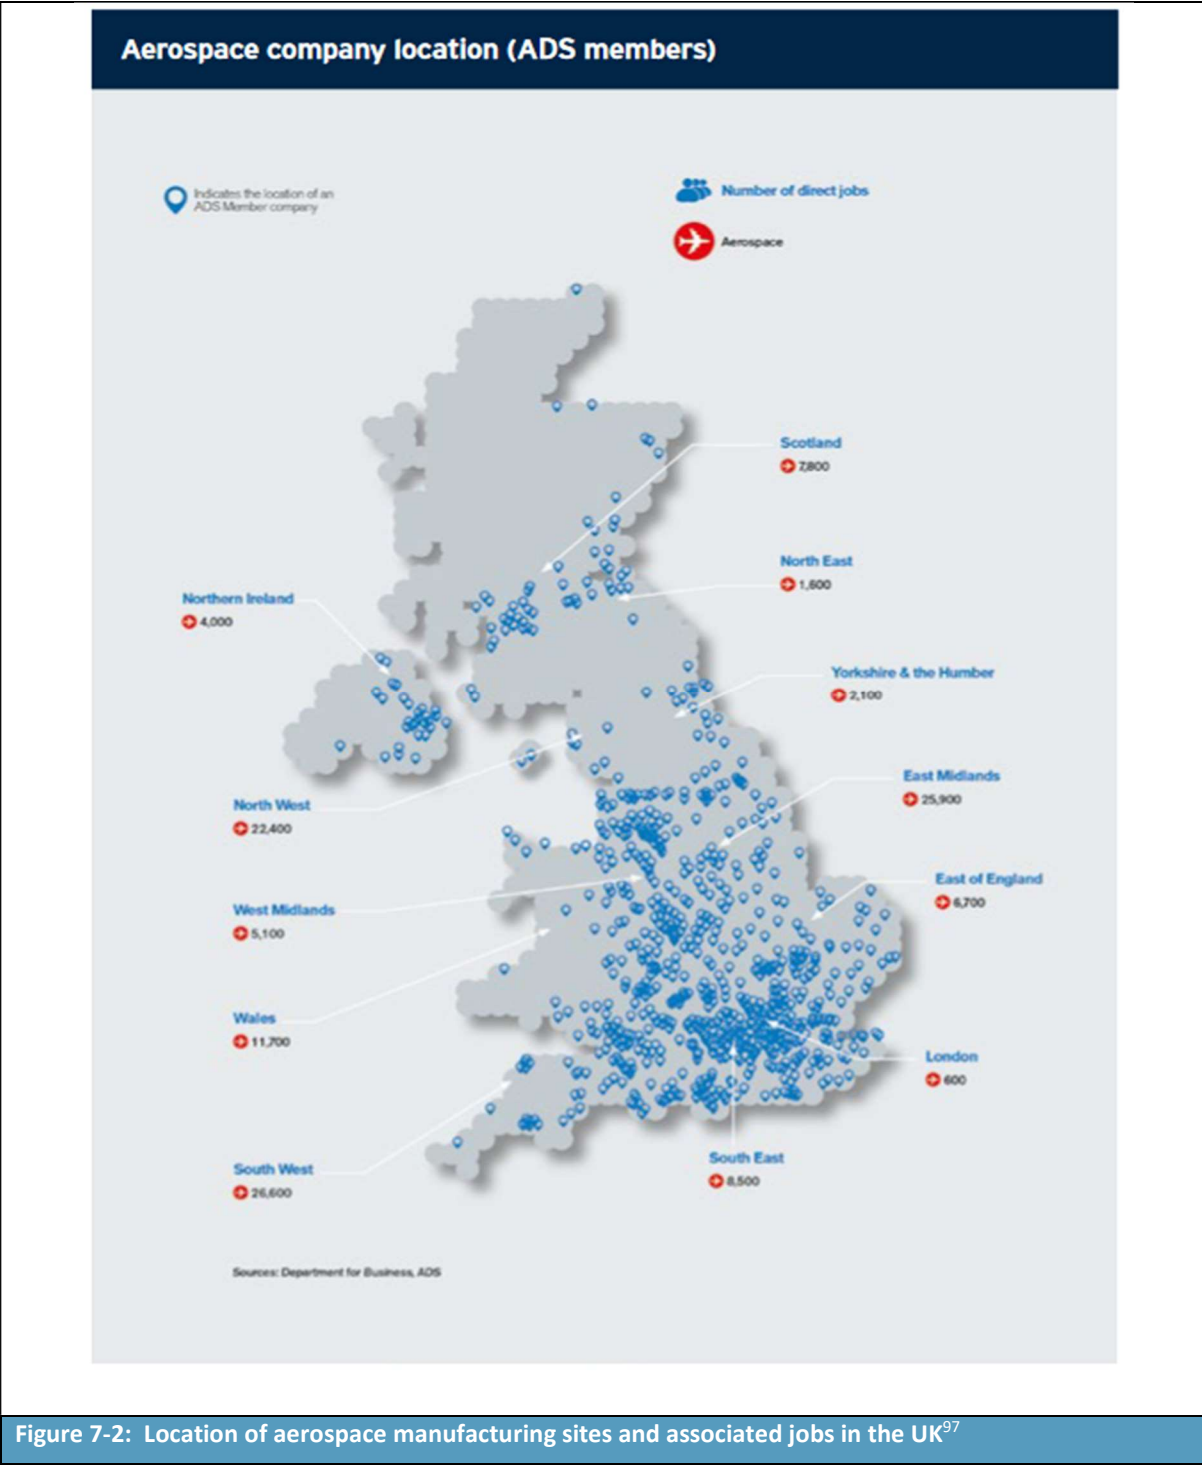 Aerospace company location (ADS members)
Indicates the location of an
ADS Member company
Number of direct jobs
Aerospace
Scotland
7,800
North East
1,600
Northern Ireland
4,000
Yorkshire & the Humber
2,100
East Midlands
25,900
North West
22,400
East of England
6,700
West Midlands
5,100
Wales
11,700
London
600
South East
8,500
South West
26,600
Sources: Department for Business, ADS
Figure 7-2: Location of aerospace manufacturing sites and associated jobs in the UK97